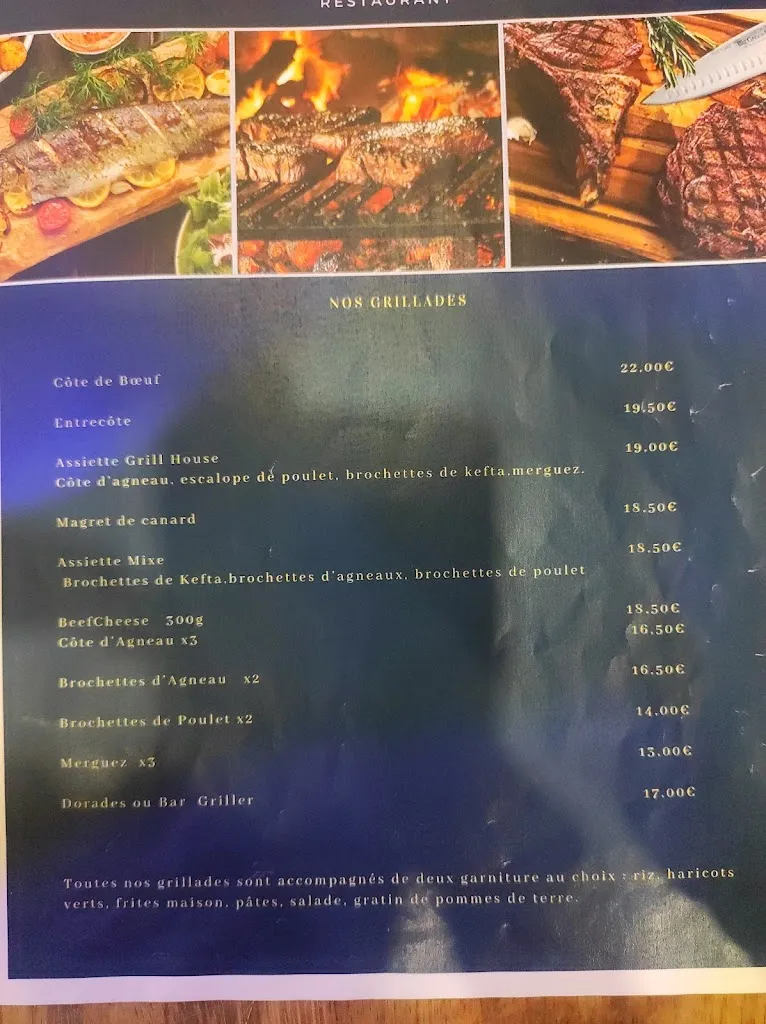 RESTAURANT
NOS GRILLADES
Côte de Bœuf 22.00€
Entrecôte 19.50€
Assiette Grill House 19.00€
Côte d'agneau, escalope de poulet, brochettes de kefta,merguez.
Magret de canard 18.50€
Assiette Mixe 18.50€
Brochettes de Kefta,brochettes d'agneaux, brochettes de poulet
BeefCheese 300g 18.50€
Côte d'Agneau x3 16.50€
Brochettes d'Agneau x2 16.50€
Brochettes de Poulet x2 14.00€
Merguez x3 13.00€
Dorades ou Bar Griller 17.00€
Toutes nos grillades sont accompagnés de deux garniture au choix : riz, haricots
verts, frites maison, pâtes, salade, gratin de pommes de terre.